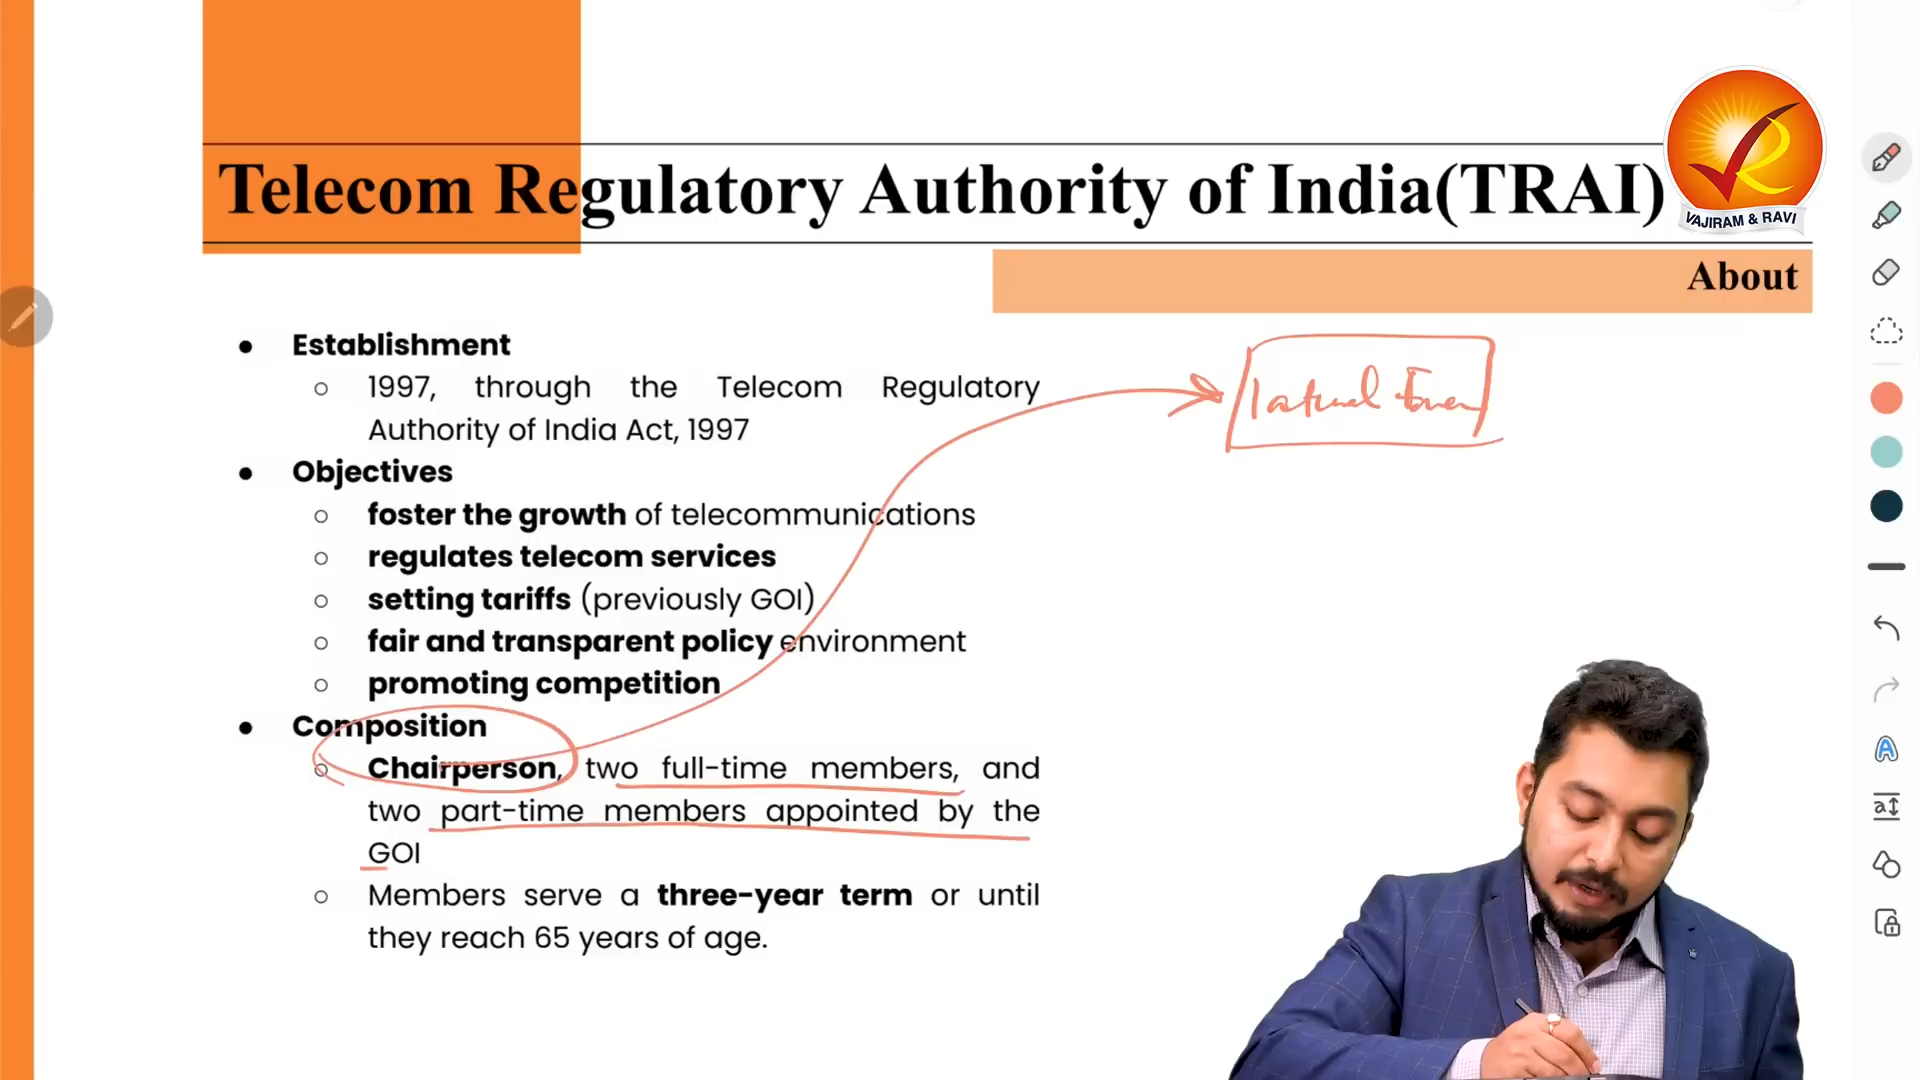 Telecom Regulatory Authority of India(TRAI)
VAJIRAM & RAVI
About
● Establishment
○ 1997, through the Telecom Regulatory
Authority of India Act, 1997
● Objectives
○ foster the growth of telecommunications
○ regulates telecom services
○ setting tariffs (previously GOI)
○ fair and transparent policy environment
○ promoting competition
● Composition
○ Chairperson, two full-time members, and
two part-time members appointed by the
GOI
○ Members serve a three-year term or until
they reach 65 years of age.